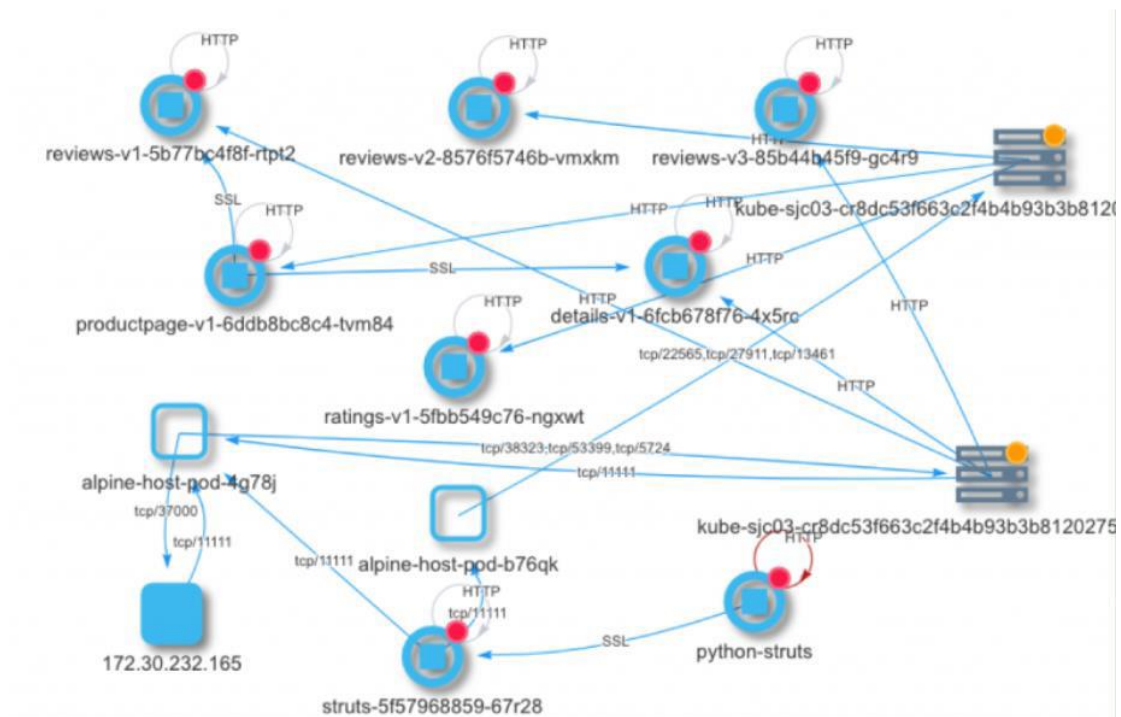 HTTP
HTTP
HTTP
reviews-v1-5b77bc4f8f-rtpt2
reviews-v2-8576f5746b-vmxkm
HTTP
reviews-v3-85b44b45f9-gc4r9
SSL
HTTP
HTTP
HTTP
kube-sjc03-cr8dc53f663c2f4b4b93b3b8120
SSL
HTTP
productpage-v1-6ddb8bc8c4-tvm84
HTTP
HTTP
details-v1-6fcb678f76-4x5rc
HTTP
tcp/22565,tcp/27911,tcp/13461
HTTP
ratings-v1-5fbb549c76-ngxwt
tcp/38323,tcp/53399,tcp/5724
tcp/11111
alpine-host-pod-4g78j
tcp/37000
kube-sjc03-cr8dc53f663c2f4b4b93b3b8120275
HTTP
tcp/11111
tcp/11111
alpine-host-pod-b76qk
HTTP
tcp/11111
SSL
python-struts
172.30.232.165
struts-5f57968859-67r28